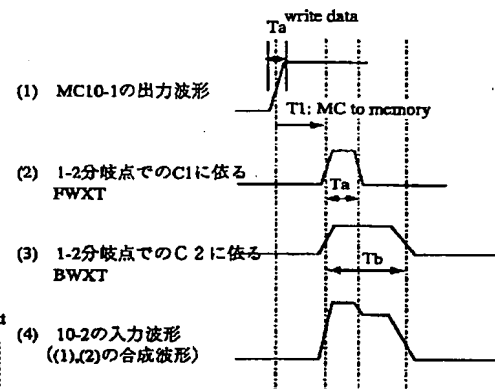 write data
Ta
(1) MC10-1の出力波形
T1; MC to memory
(2) 1-2分岐点でのC1に依る
FWXT
Ta
(3) 1-2分岐点でのC 2 に依る
BWXT
Tb
(4) 10-2の入力波形
((1),(2)の合成波形)